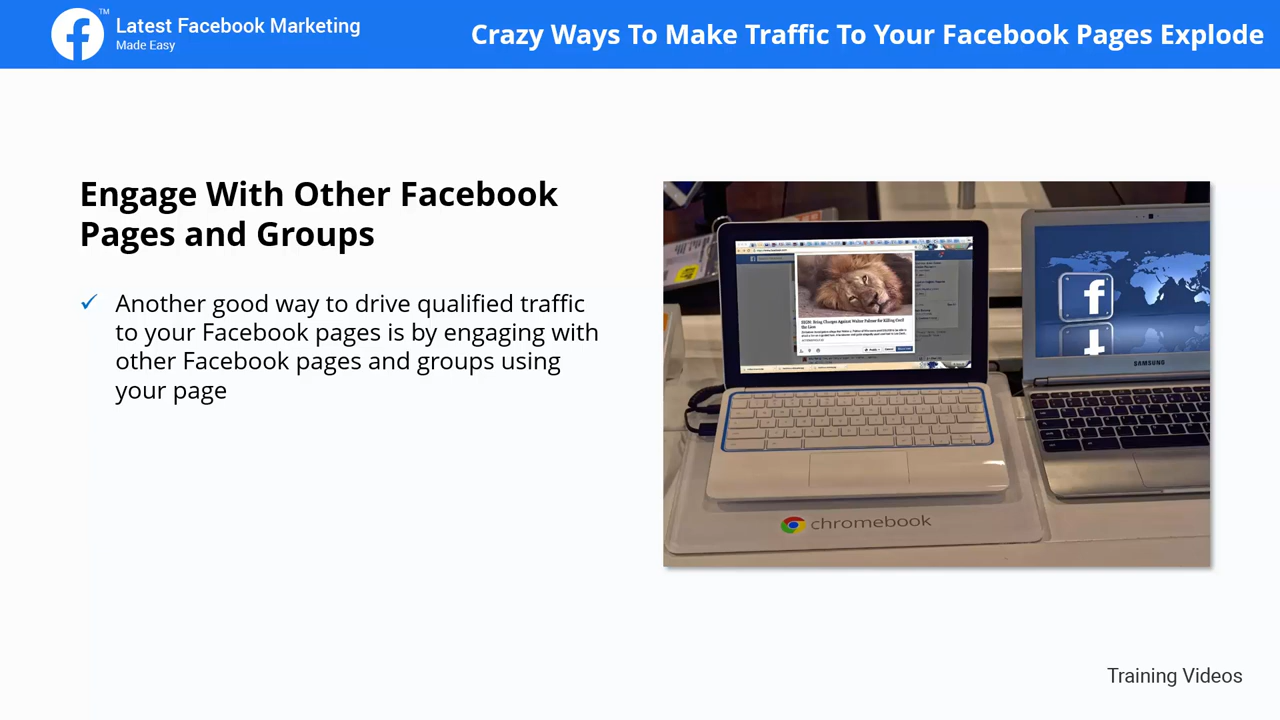 TM
Latest Facebook Marketing
Made Easy
Crazy Ways To Make Traffic To Your Facebook Pages Explode
Engage With Other Facebook
Pages and Groups
Another good way to drive qualified traffic
to your Facebook pages is by engaging with
other Facebook pages and groups using
your page
SAMSUNG
chromebook
Training Videos